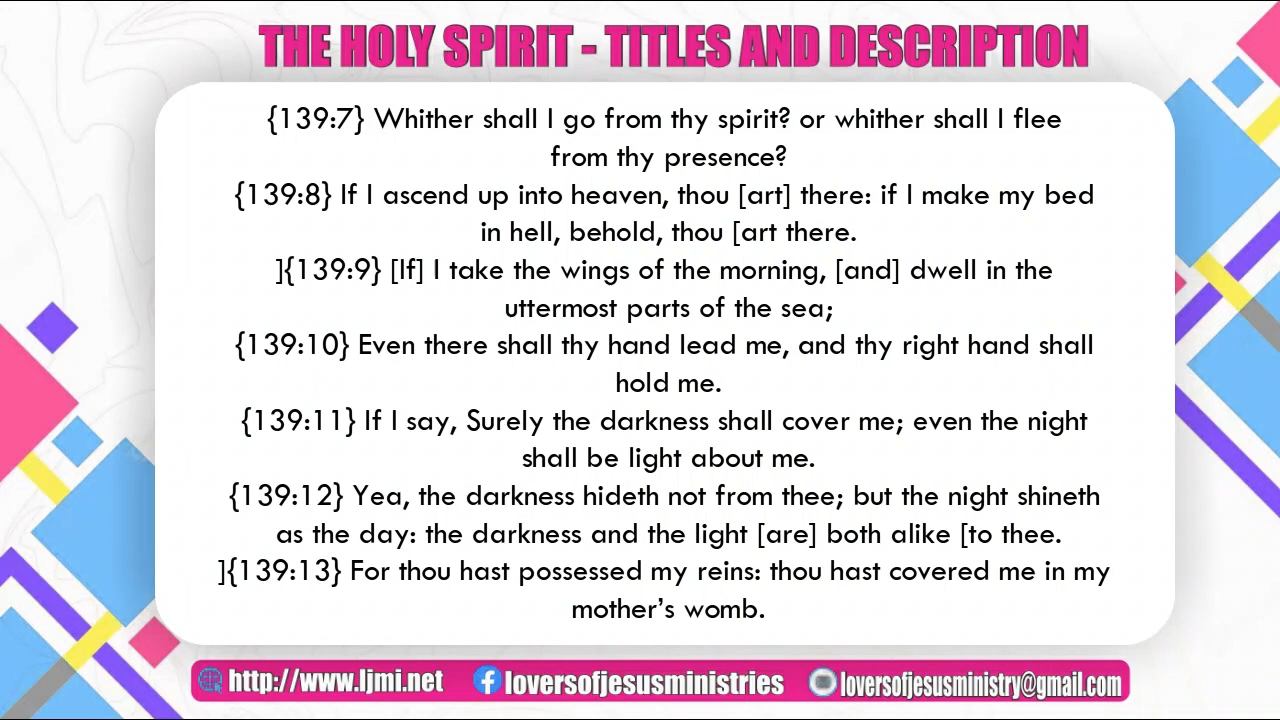 THE HOLY SPIRIT - TITLES AND DESCRIPTION
{139:7} Whither shall I go from thy spirit? or whither shall I flee
from thy presence?
{139:8} If I ascend up into heaven, thou [art] there: if I make my bed
in hell, behold, thou [art there.
]{139:9} [If] I take the wings of the morning, [and] dwell in the
uttermost parts of the sea;
{139:10} Even there shall thy hand lead me, and thy right hand shall
hold me.
{139:11} If I say, Surely the darkness shall cover me; even the night
shall be light about me.
{139:12} Yea, the darkness hideth not from thee; but the night shineth
as the day: the darkness and the light [are] both alike [to thee.
]{139:13} For thou hast possessed my reins: thou hast covered me in my
mother’s womb.
http://www.ljmi.net loversofjesusministries loversofjesusministry@gmail.com